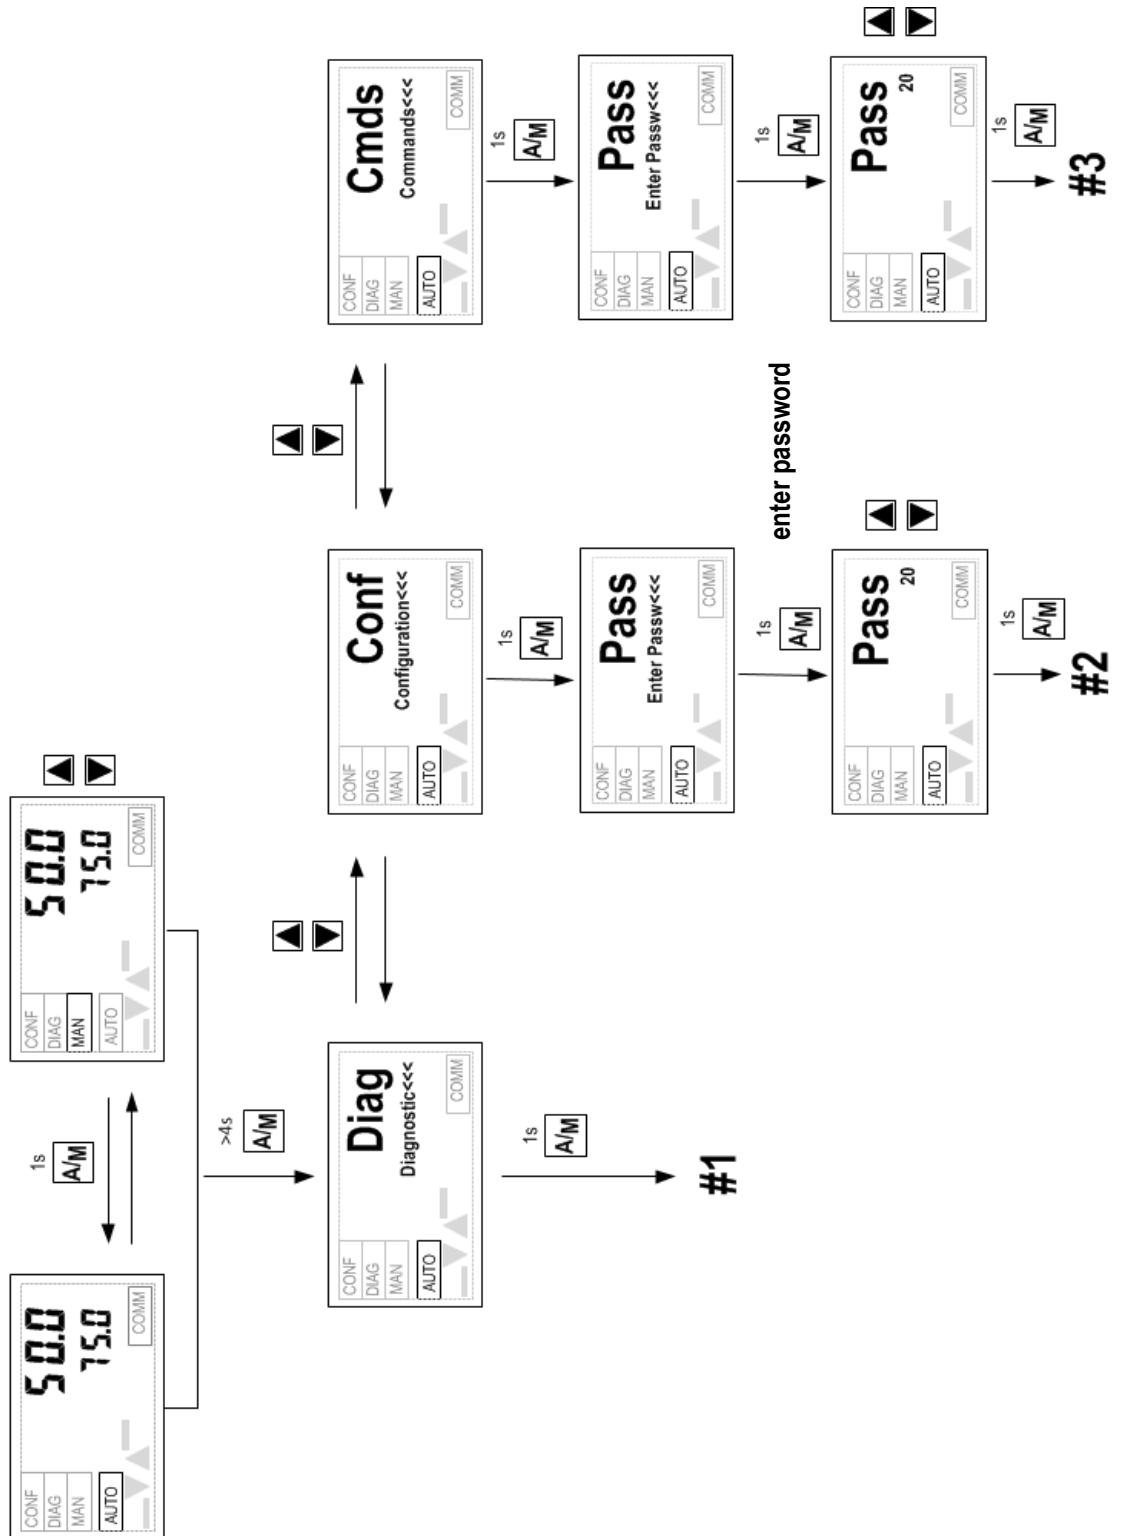 CONF
DIAG
MAN
AUTO
50.0
75.0
COMM
1s
A/M
CONF
DIAG
MAN
AUTO
50.0
75.0
COMM
>4s
A/M
CONF
DIAG
MAN
AUTO
Diag
Diagnostic<<<
COMM
CONF
DIAG
MAN
AUTO
Conf
Configuration<<<
COMM
CONF
DIAG
MAN
AUTO
Cmds
Commands<<<
COMM
1s
A/M
1s
A/M
1s
A/M
#1
CONF
DIAG
MAN
AUTO
Pass
Enter Passw<<<
COMM
CONF
DIAG
MAN
AUTO
Pass
Enter Passw<<<
COMM
1s
A/M
enter password
1s
A/M
CONF
DIAG
MAN
AUTO
Pass
20
COMM
CONF
DIAG
MAN
AUTO
Pass
20
COMM
1s
A/M
1s
A/M
#2
#3